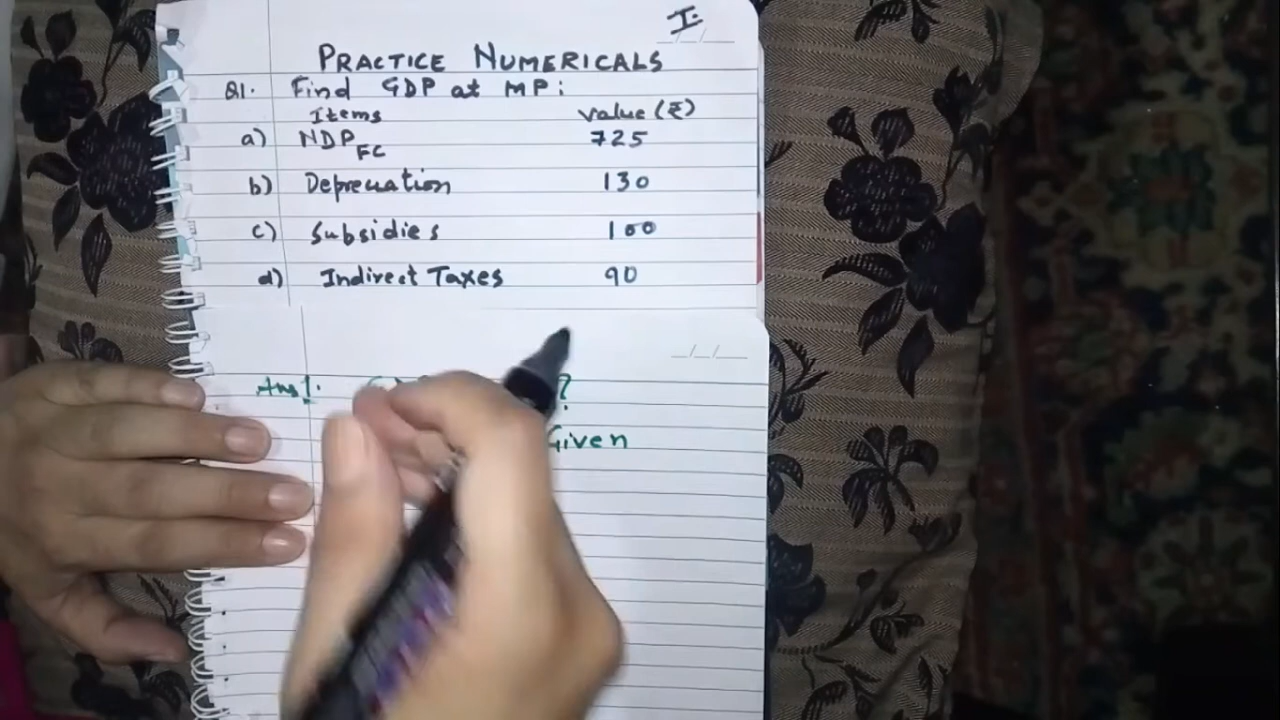 I.
PRACTICE NUMERICALS
Q1. Find GDP at MP:
Items Value (₹)
a) NDP FC 725
b) Depreciation 130
c) Subsidies 100
d) Indirect Taxes 90
Ans1. ?
Given